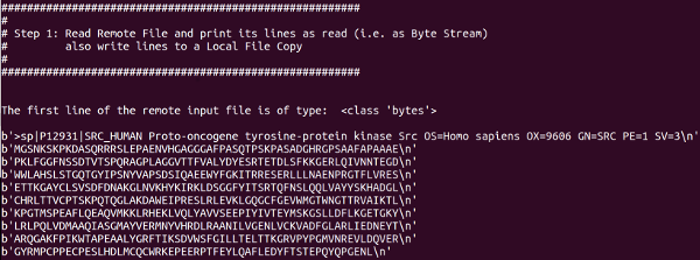 ########################################################
#
# Step 1: Read Remote File and print its lines as read (i.e. as Byte Stream)
#         also write lines to a Local File Copy
#
########################################################
The first line of the remote input file is of type:  <class 'bytes'>
b'>sp|P12931|SRC_HUMAN Proto-oncogene tyrosine-protein kinase Src OS=Homo sapiens OX=9606 GN=SRC PE=1 SV=3\n'
b'MGSNKSKPKDASQRRRSLEPAENVHGAGGGAFPASQTPSKPASADGHRGPSAAFAPAAAE\n'
b'PKLFGGFNSSDTVTSPQRAGPLAGGVTTFVALYDYESRTETDLSFKKGERLQIVNNTEGD\n'
b'WWLAHSLSTGQTGYIPSNYVAPSDSIQAEEWYFGKITRRESERLLLNAENPRGTFLVRES\n'
b'ETTKGAYCLSVSDFDNAKGLNVKHYKIRKLDSGGFYITSRTQFNSLQQLVAYYSKHADGL\n'
b'CHRLTTVCPTSKPQTQGLAKDAWEIPRESLRLEVKLGQGCFGEVWMGTWNGTTRVAIKTL\n'
b'KPGTMSPEAFLQEAQVMKKLRHEKLVQLYAVVSEEPIYIVTEYMSKGSLLDFLKGETGKY\n'
b'LRLPQLVDMAAQIASGMAYVERMNYVHRDLRAANILVGENLVCKVADFGLARLIEDNEYT\n'
b'ARQGAKFPIKWTAPEAALYGRFTIKSDVWSFGILLTELTTKGRVPYPGMVNREVLDQVER\n'
b'GYRMPCPPECPESLHDLMCQCWRKEPEERPTFEYLQAFLEDYFTSTEPQYQPGENL\n'